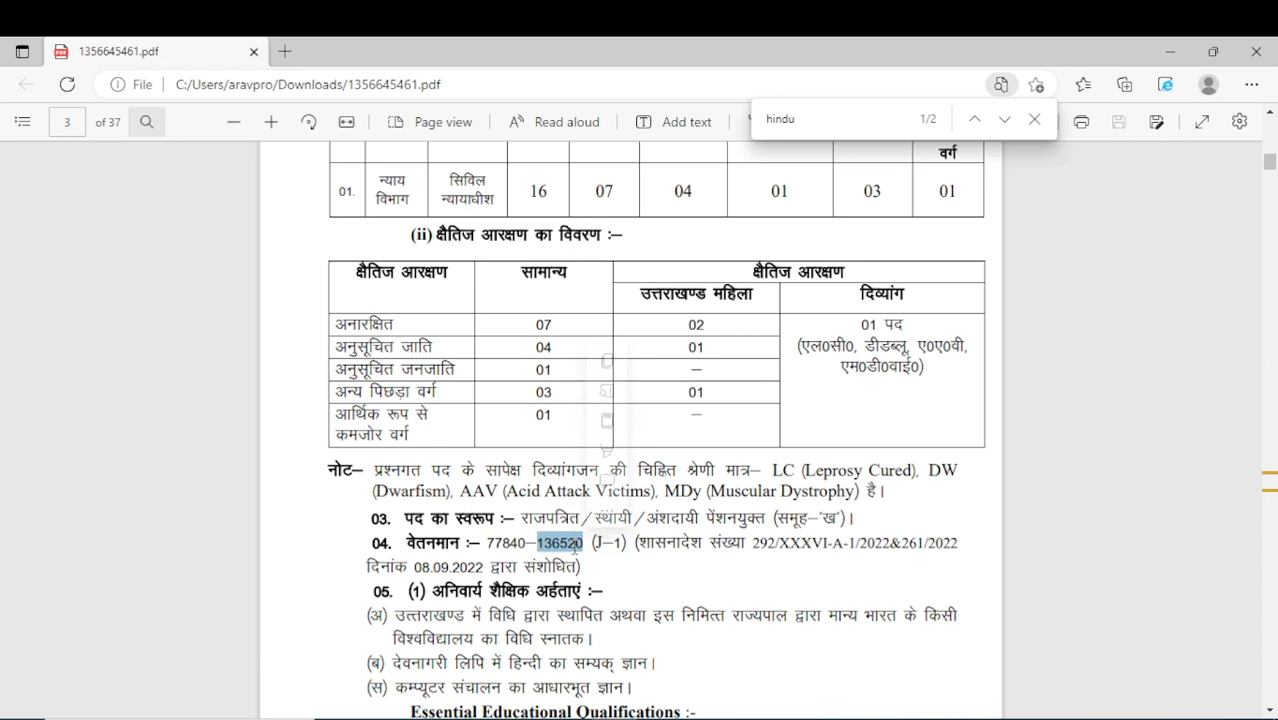 1356645461.pdf
File C:/Users/aravpro/Downloads/1356645461.pdf
3 of 37 Page view Read aloud Add text
hindu 1/2
वर्ग
01. न्याय विभाग सिविल न्यायाधीश 16 07 04 01 03 01
(ii) क्षैतिज आरक्षण का विवरण :–
क्षैतिज आरक्षण सामान्य क्षैतिज आरक्षण
उत्तराखण्ड महिला दिव्यांग
अनारक्षित 07 02 01 पद
अनुसूचित जाति 04 01 (एल0सी0, डीडब्लू, ए0ए0वी,
अनुसूचित जनजाति 01 – एम0डी0वाई0)
अन्य पिछड़ा वर्ग 03 01
आर्थिक रूप से 01 –
कमजोर वर्ग
नोट– प्रश्नगत पद के सापेक्ष दिव्यांगजन की चिह्नित श्रेणी मात्र– LC (Leprosy Cured), DW
(Dwarfism), AAV (Acid Attack Victims), MDy (Muscular Dystrophy) है।
03. पद का स्वरूप :– राजपत्रित/स्थायी/अंशदायी पेंशनयुक्त (समूह–'ख')।
04. वेतनमान :– 77840–136520 (J–1) (शासनादेश संख्या 292/XXXVI-A-1/2022&261/2022
दिनांक 08.09.2022 द्वारा संशोधित)
05. (1) अनिवार्य शैक्षिक अर्हताएं :–
(अ) उत्तराखण्ड में विधि द्वारा स्थापित अथवा इस निमित्त राज्यपाल द्वारा मान्य भारत के किसी
विश्वविद्यालय का विधि स्नातक।
(ब) देवनागरी लिपि में हिन्दी का सम्यक् ज्ञान।
(स) कम्प्यूटर संचालन का आधारभूत ज्ञान।
Essential Educational Qualifications :-